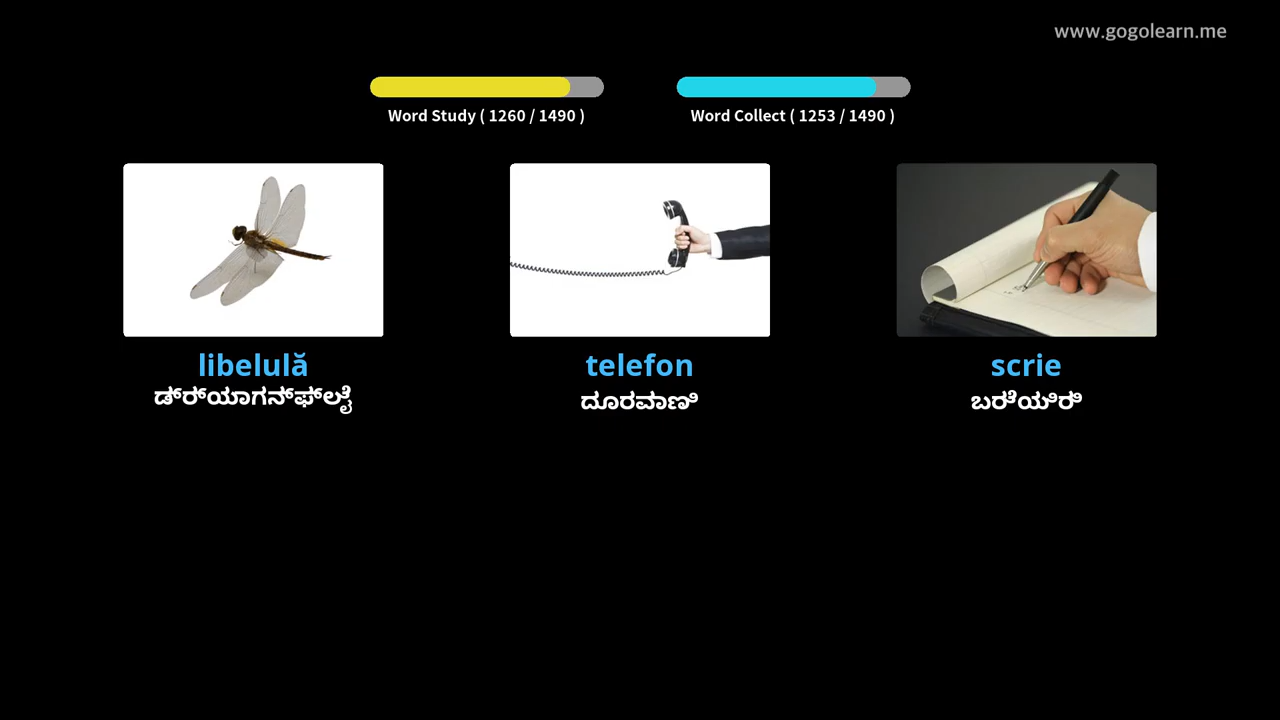 www.gogolearn.me
Word Study ( 1260 / 1490 )
Word Collect ( 1253 / 1490 )
libelulă
ಡ್ರ್ಯಾಗನ್ಫ್ಲೈ
telefon
ದೂರವಾಣಿ
scrie
ಬರೆಯಿರಿ